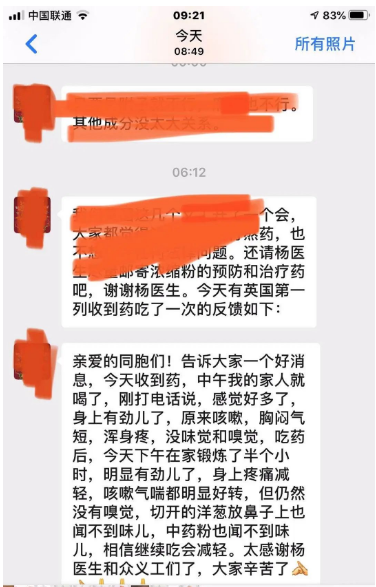 中国联通
09:21
83%
今天
08:49
所有照片
也不行。
其他成分没太大关系。
06:12
个会，
大家都
煎药，也
不
问题。还请杨医
生
邮寄浓缩粉的预防和治疗药
吧，谢谢杨医生。今天有英国第一
列收到药吃了一次的反馈如下：
亲爱的同胞们！告诉大家一个好消
息，今天收到药，中午我的家人就
喝了，刚打电话说，感觉好多了，
身上有劲儿了，原来咳嗽，胸闷气
短，浑身疼，没味觉和嗅觉，吃药
后，今天下午在家锻炼了半个小
时，明显有劲儿了，身上疼痛减
轻，咳嗽气喘都明显好转，但仍然
没有嗅觉，切开的洋葱放鼻子上也
闻不到味儿，中药粉也闻不到味
儿，相信继续吃会减轻。太感谢杨
医生和众义工们了，大家辛苦了